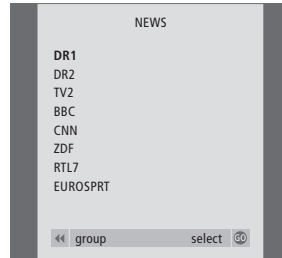 NEWS
DR1
DR2
TV2
BBC
CNN
ZDF
RTL7
EUROSPRT
group select GO